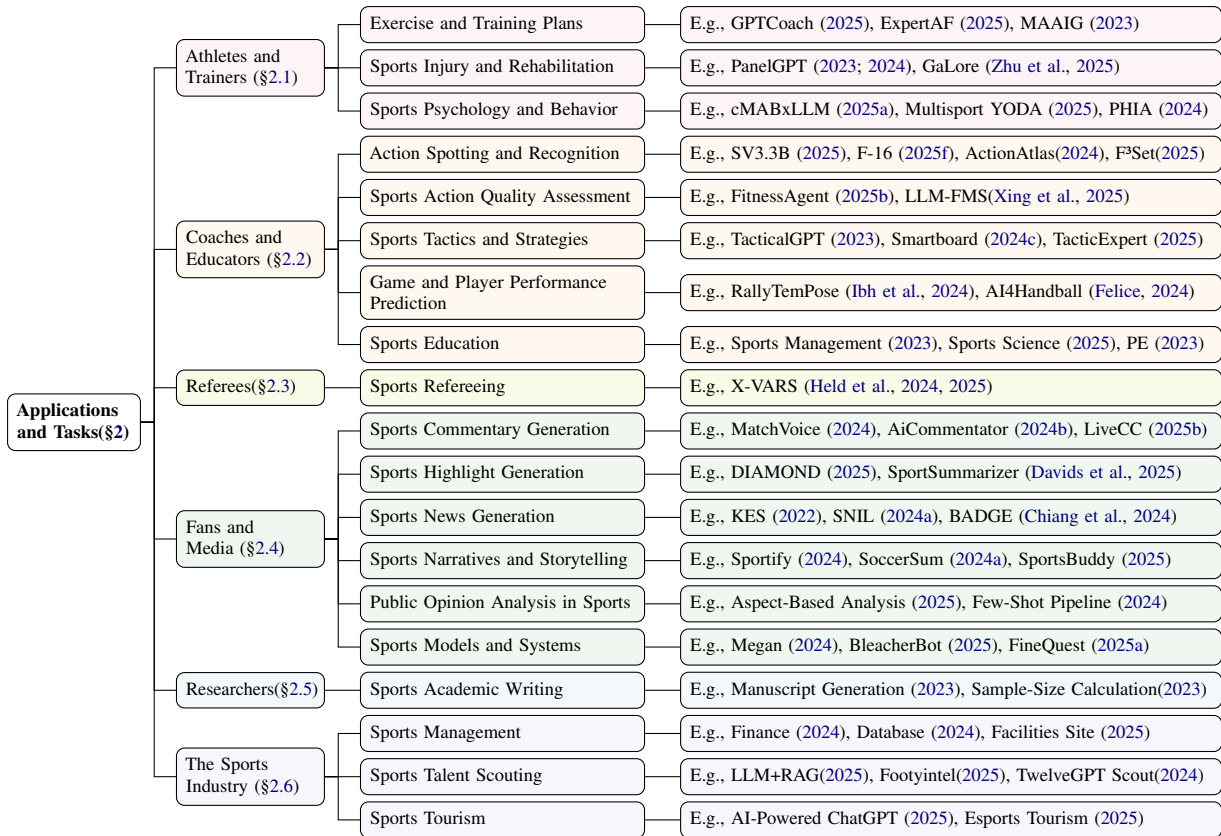 Applications
and Tasks(§2)
Athletes and
Trainers (§2.1)
Exercise and Training Plans
E.g., GPTCoach (2025), ExpertAF (2025), MAAIG (2023)
Sports Injury and Rehabilitation
E.g., PanelGPT (2023; 2024), GaLore (Zhu et al., 2025)
Sports Psychology and Behavior
E.g., cMABxLLM (2025a), Multisport YODA (2025), PHIA (2024)
Coaches and
Educators (§2.2)
Action Spotting and Recognition
E.g., SV3.3B (2025), F-16 (2025f), ActionAtlas(2024), F³Set(2025)
Sports Action Quality Assessment
E.g., FitnessAgent (2025b), LLM-FMS(Xing et al., 2025)
Sports Tactics and Strategies
E.g., TacticalGPT (2023), Smartboard (2024c), TacticExpert (2025)
Game and Player Performance
Prediction
E.g., RallyTemPose (Ibh et al., 2024), AI4Handball (Felice, 2024)
Sports Education
E.g., Sports Management (2023), Sports Science (2025), PE (2023)
Referees(§2.3)
Sports Refereeing
E.g., X-VARS (Held et al., 2024, 2025)
Fans and
Media (§2.4)
Sports Commentary Generation
E.g., MatchVoice (2024), AiCommentator (2024b), LiveCC (2025b)
Sports Highlight Generation
E.g., DIAMOND (2025), SportSummarizer (Davids et al., 2025)
Sports News Generation
E.g., KES (2022), SNIL (2024a), BADGE (Chiang et al., 2024)
Sports Narratives and Storytelling
E.g., Sportify (2024), SoccerSum (2024a), SportsBuddy (2025)
Public Opinion Analysis in Sports
E.g., Aspect-Based Analysis (2025), Few-Shot Pipeline (2024)
Sports Models and Systems
E.g., Megan (2024), BleacherBot (2025), FineQuest (2025a)
Researchers(§2.5)
Sports Academic Writing
E.g., Manuscript Generation (2023), Sample-Size Calculation(2023)
The Sports
Industry (§2.6)
Sports Management
E.g., Finance (2024), Database (2024), Facilities Site (2025)
Sports Talent Scouting
E.g., LLM+RAG(2025), Footyintel(2025), TwelveGPT Scout(2024)
Sports Tourism
E.g., AI-Powered ChatGPT (2025), Esports Tourism (2025)